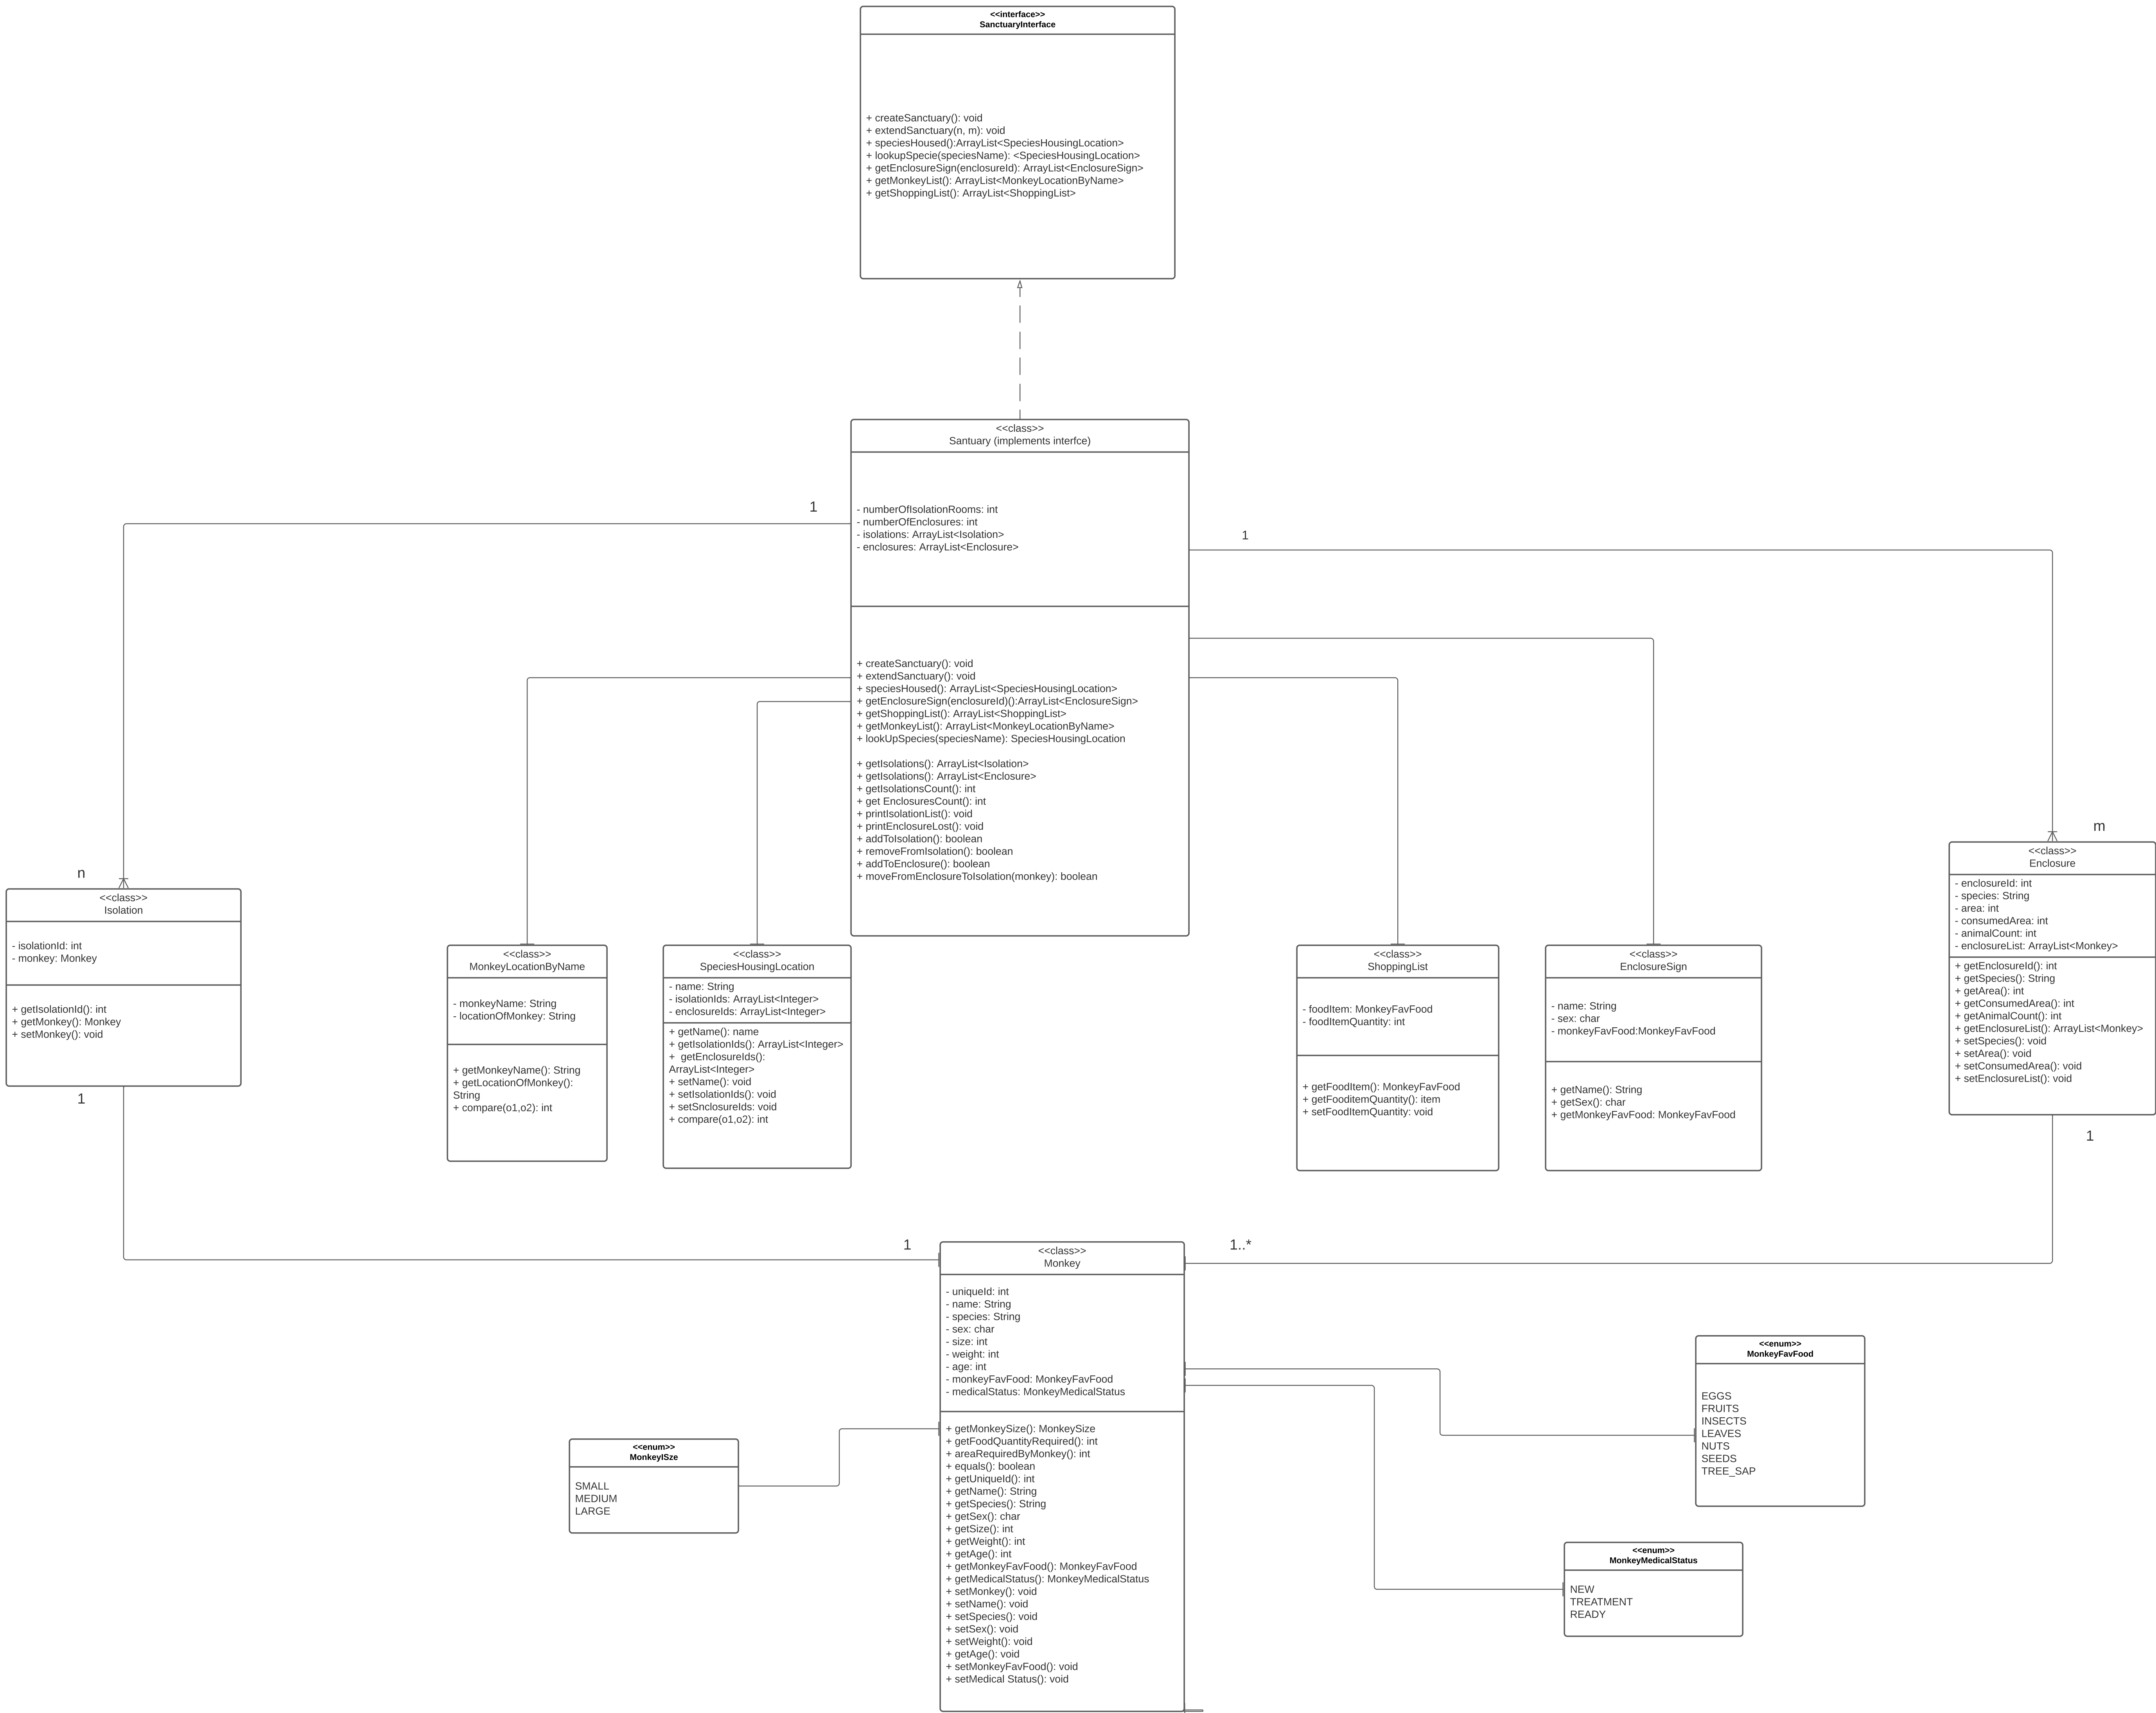 <<interface>>
SanctuaryInterface
+ createSanctuary(): void
+ extendSanctuary(n, m): void
+ speciesHoused():ArrayList<SpeciesHousingLocation>
+ lookupSpecie(speciesName): <SpeciesHousingLocation>
+ getEnclosureSign(enclosureId): ArrayList<EnclosureSign>
+ getMonkeyList(): ArrayList<MonkeyLocationByName>
+ getShoppingList(): ArrayList<ShoppingList>
<<class>>
Santuary (implements interfce)
- numberOfIsolationRooms: int
- numberOfEnclosures: int
- isolations: ArrayList<Isolation>
- enclosures: ArrayList<Enclosure>
+ createSanctuary(): void
+ extendSanctuary(): void
+ speciesHoused(): ArrayList<SpeciesHousingLocation>
+ getEnclosureSign(enclosureId)():ArrayList<EnclosureSign>
+ getShoppingList(): ArrayList<ShoppingList>
+ getMonkeyList(): ArrayList<MonkeyLocationByName>
+ lookUpSpecies(speciesName): SpeciesHousingLocation
+ getIsolations(): ArrayList<Isolation>
+ getIsolations(): ArrayList<Enclosure>
+ getIsolationsCount(): int
+ get EnclosuresCount(): int
+ printIsolationList(): void
+ printEnclosureLost(): void
+ addToIsolation(): boolean
+ removeFromIsolation(): boolean
+ addToEnclosure(): boolean
+ moveFromEnclosureToIsolation(monkey): boolean
1
1
n
m
<<class>>
Isolation
- isolationId: int
- monkey: Monkey
+ getIsolationId(): int
+ getMonkey(): Monkey
+ setMonkey(): void
1
<<class>>
MonkeyLocationByName
- monkeyName: String
- locationOfMonkey: String
+ getMonkeyName(): String
+ getLocationOfMonkey():
String
+ compare(o1,o2): int
<<class>>
SpeciesHousingLocation
- name: String
- isolationIds: ArrayList<Integer>
- enclosureIds: ArrayList<Integer>
+ getName(): name
+ getIsolationIds(): ArrayList<Integer>
+  getEnclosureIds():
ArrayList<Integer>
+ setName(): void
+ setIsolationIds(): void
+ setSnclosureIds: void
+ compare(o1,o2): int
<<class>>
ShoppingList
- foodItem: MonkeyFavFood
- foodItemQuantity: int
+ getFoodItem(): MonkeyFavFood
+ getFooditemQuantity(): item
+ setFoodItemQuantity: void
<<class>>
EnclosureSign
- name: String
- sex: char
- monkeyFavFood:MonkeyFavFood
+ getName(): String
+ getSex(): char
+ getMonkeyFavFood: MonkeyFavFood
<<class>>
Enclosure
- enclosureId: int
- species: String
- area: int
- consumedArea: int
- animalCount: int
- enclosureList: ArrayList<Monkey>
+ getEnclosureId(): int
+ getSpecies(): String
+ getArea(): int
+ getConsumedArea(): int
+ getAnimalCount(): int
+ getEnclosureList(): ArrayList<Monkey>
+ setSpecies(): void
+ setArea(): void
+ setConsumedArea(): void
+ setEnclosureList(): void
1
1
1..*
<<class>>
Monkey
- uniqueId: int
- name: String
- species: String
- sex: char
- size: int
- weight: int
- age: int
- monkeyFavFood: MonkeyFavFood
- medicalStatus: MonkeyMedicalStatus
+ getMonkeySize(): MonkeySize
+ getFoodQuantityRequired(): int
+ areaRequiredByMonkey(): int
+ equals(): boolean
+ getUniqueId(): int
+ getName(): String
+ getSpecies(): String
+ getSex(): char
+ getSize(): int
+ getWeight(): int
+ getAge(): int
+ getMonkeyFavFood(): MonkeyFavFood
+ getMedicalStatus(): MonkeyMedicalStatus
+ setMonkey(): void
+ setName(): void
+ setSpecies(): void
+ setSex(): void
+ setWeight(): void
+ getAge(): void
+ setMonkeyFavFood(): void
+ setMedical Status(): void
<<enum>>
MonkeyISze
SMALL
MEDIUM
LARGE
<<enum>>
MonkeyFavFood
EGGS
FRUITS
INSECTS
LEAVES
NUTS
SEEDS
TREE_SAP
<<enum>>
MonkeyMedicalStatus
NEW
TREATMENT
READY